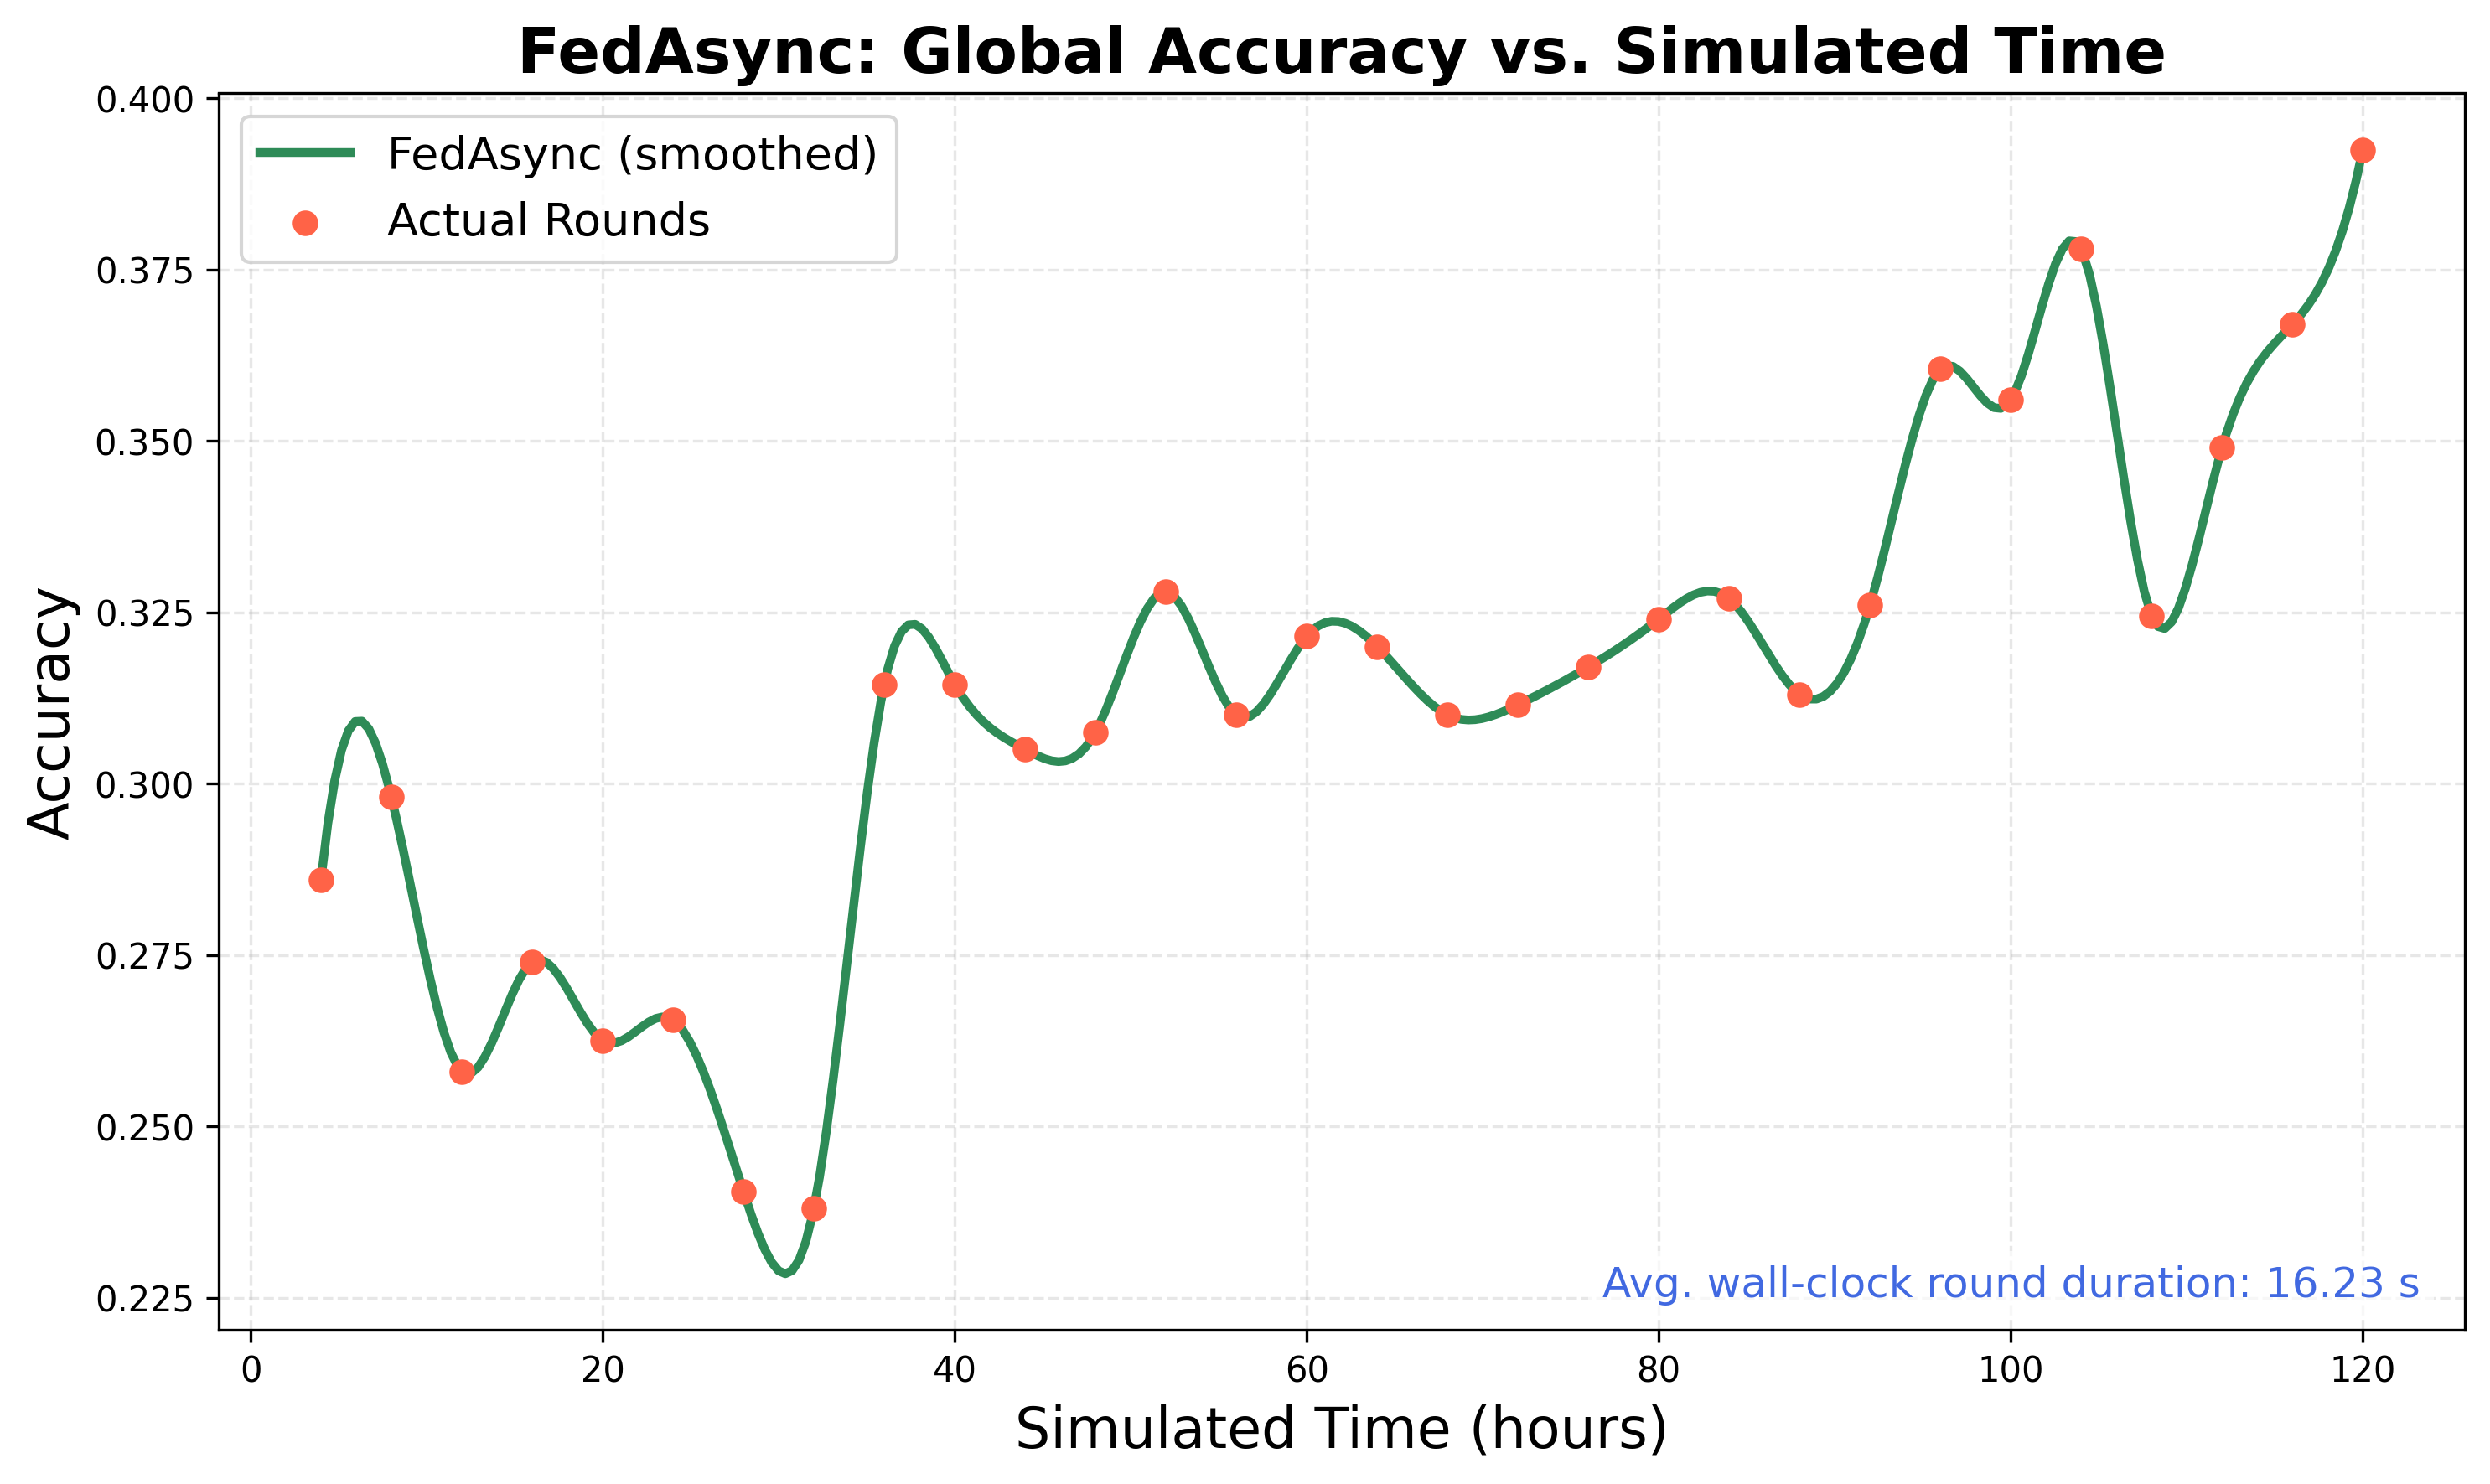 FedAsync: Global Accuracy vs. Simulated Time
0.400
0.375
0.350
0.325
0.300
0.275
0.250
0.225
Accuracy
FedAsync (smoothed)
Actual Rounds
Avg. wall-clock round duration: 16.23 s
0 20 40 60 80 100 120
Simulated Time (hours)